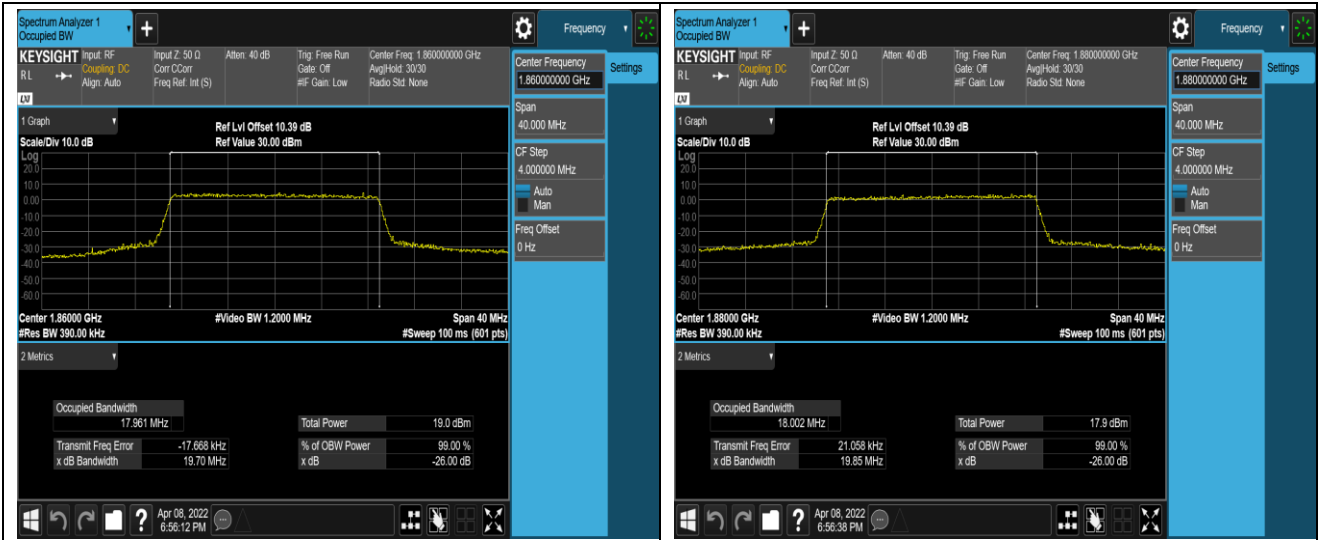 Spectrum Analyzer 1
Occupied BW
Frequency
KEYSIGHT
Input: RF
Coupling: DC
Align: Auto
Input Z: 50 Ω
Corr CCorr
Freq Ref: Int (S)
Atten: 40 dB
Trig: Free Run
Gate: Off
#IF Gain: Low
Center Freq: 1.860000000 GHz
Avg|Hold: 30/30
Radio Std: None
RL
LXI
Center Frequency
1.860000000 GHz
Settings
Span
40.000 MHz
CF Step
4.000000 MHz
Auto
Man
Freq Offset
0 Hz
1 Graph
Ref Lvl Offset 10.39 dB
Scale/Div 10.0 dB
Ref Value 30.00 dBm
Log
20.0
10.0
0.00
-10.0
-20.0
-30.0
-40.0
-50.0
-60.0
Center 1.86000 GHz
#Video BW 1.2000 MHz
Span 40 MHz
#Res BW 390.00 kHz
#Sweep 100 ms (601 pts)
2 Metrics
Occupied Bandwidth
17.961 MHz
Total Power 19.0 dBm
Transmit Freq Error -17.668 kHz
% of OBW Power 99.00 %
x dB Bandwidth 19.70 MHz
x dB -26.00 dB
Apr 08, 2022
6:56:12 PM
Spectrum Analyzer 1
Occupied BW
Frequency
KEYSIGHT
Input: RF
Coupling: DC
Align: Auto
Input Z: 50 Ω
Corr CCorr
Freq Ref: Int (S)
Atten: 40 dB
Trig: Free Run
Gate: Off
#IF Gain: Low
Center Freq: 1.880000000 GHz
Avg|Hold: 30/30
Radio Std: None
RL
LXI
Center Frequency
1.880000000 GHz
Settings
Span
40.000 MHz
CF Step
4.000000 MHz
Auto
Man
Freq Offset
0 Hz
1 Graph
Ref Lvl Offset 10.39 dB
Scale/Div 10.0 dB
Ref Value 30.00 dBm
Log
20.0
10.0
0.00
-10.0
-20.0
-30.0
-40.0
-50.0
-60.0
Center 1.88000 GHz
#Video BW 1.2000 MHz
Span 40 MHz
#Res BW 390.00 kHz
#Sweep 100 ms (601 pts)
2 Metrics
Occupied Bandwidth
18.002 MHz
Total Power 17.9 dBm
Transmit Freq Error 21.058 kHz
% of OBW Power 99.00 %
x dB Bandwidth 19.85 MHz
x dB -26.00 dB
Apr 08, 2022
6:56:38 PM